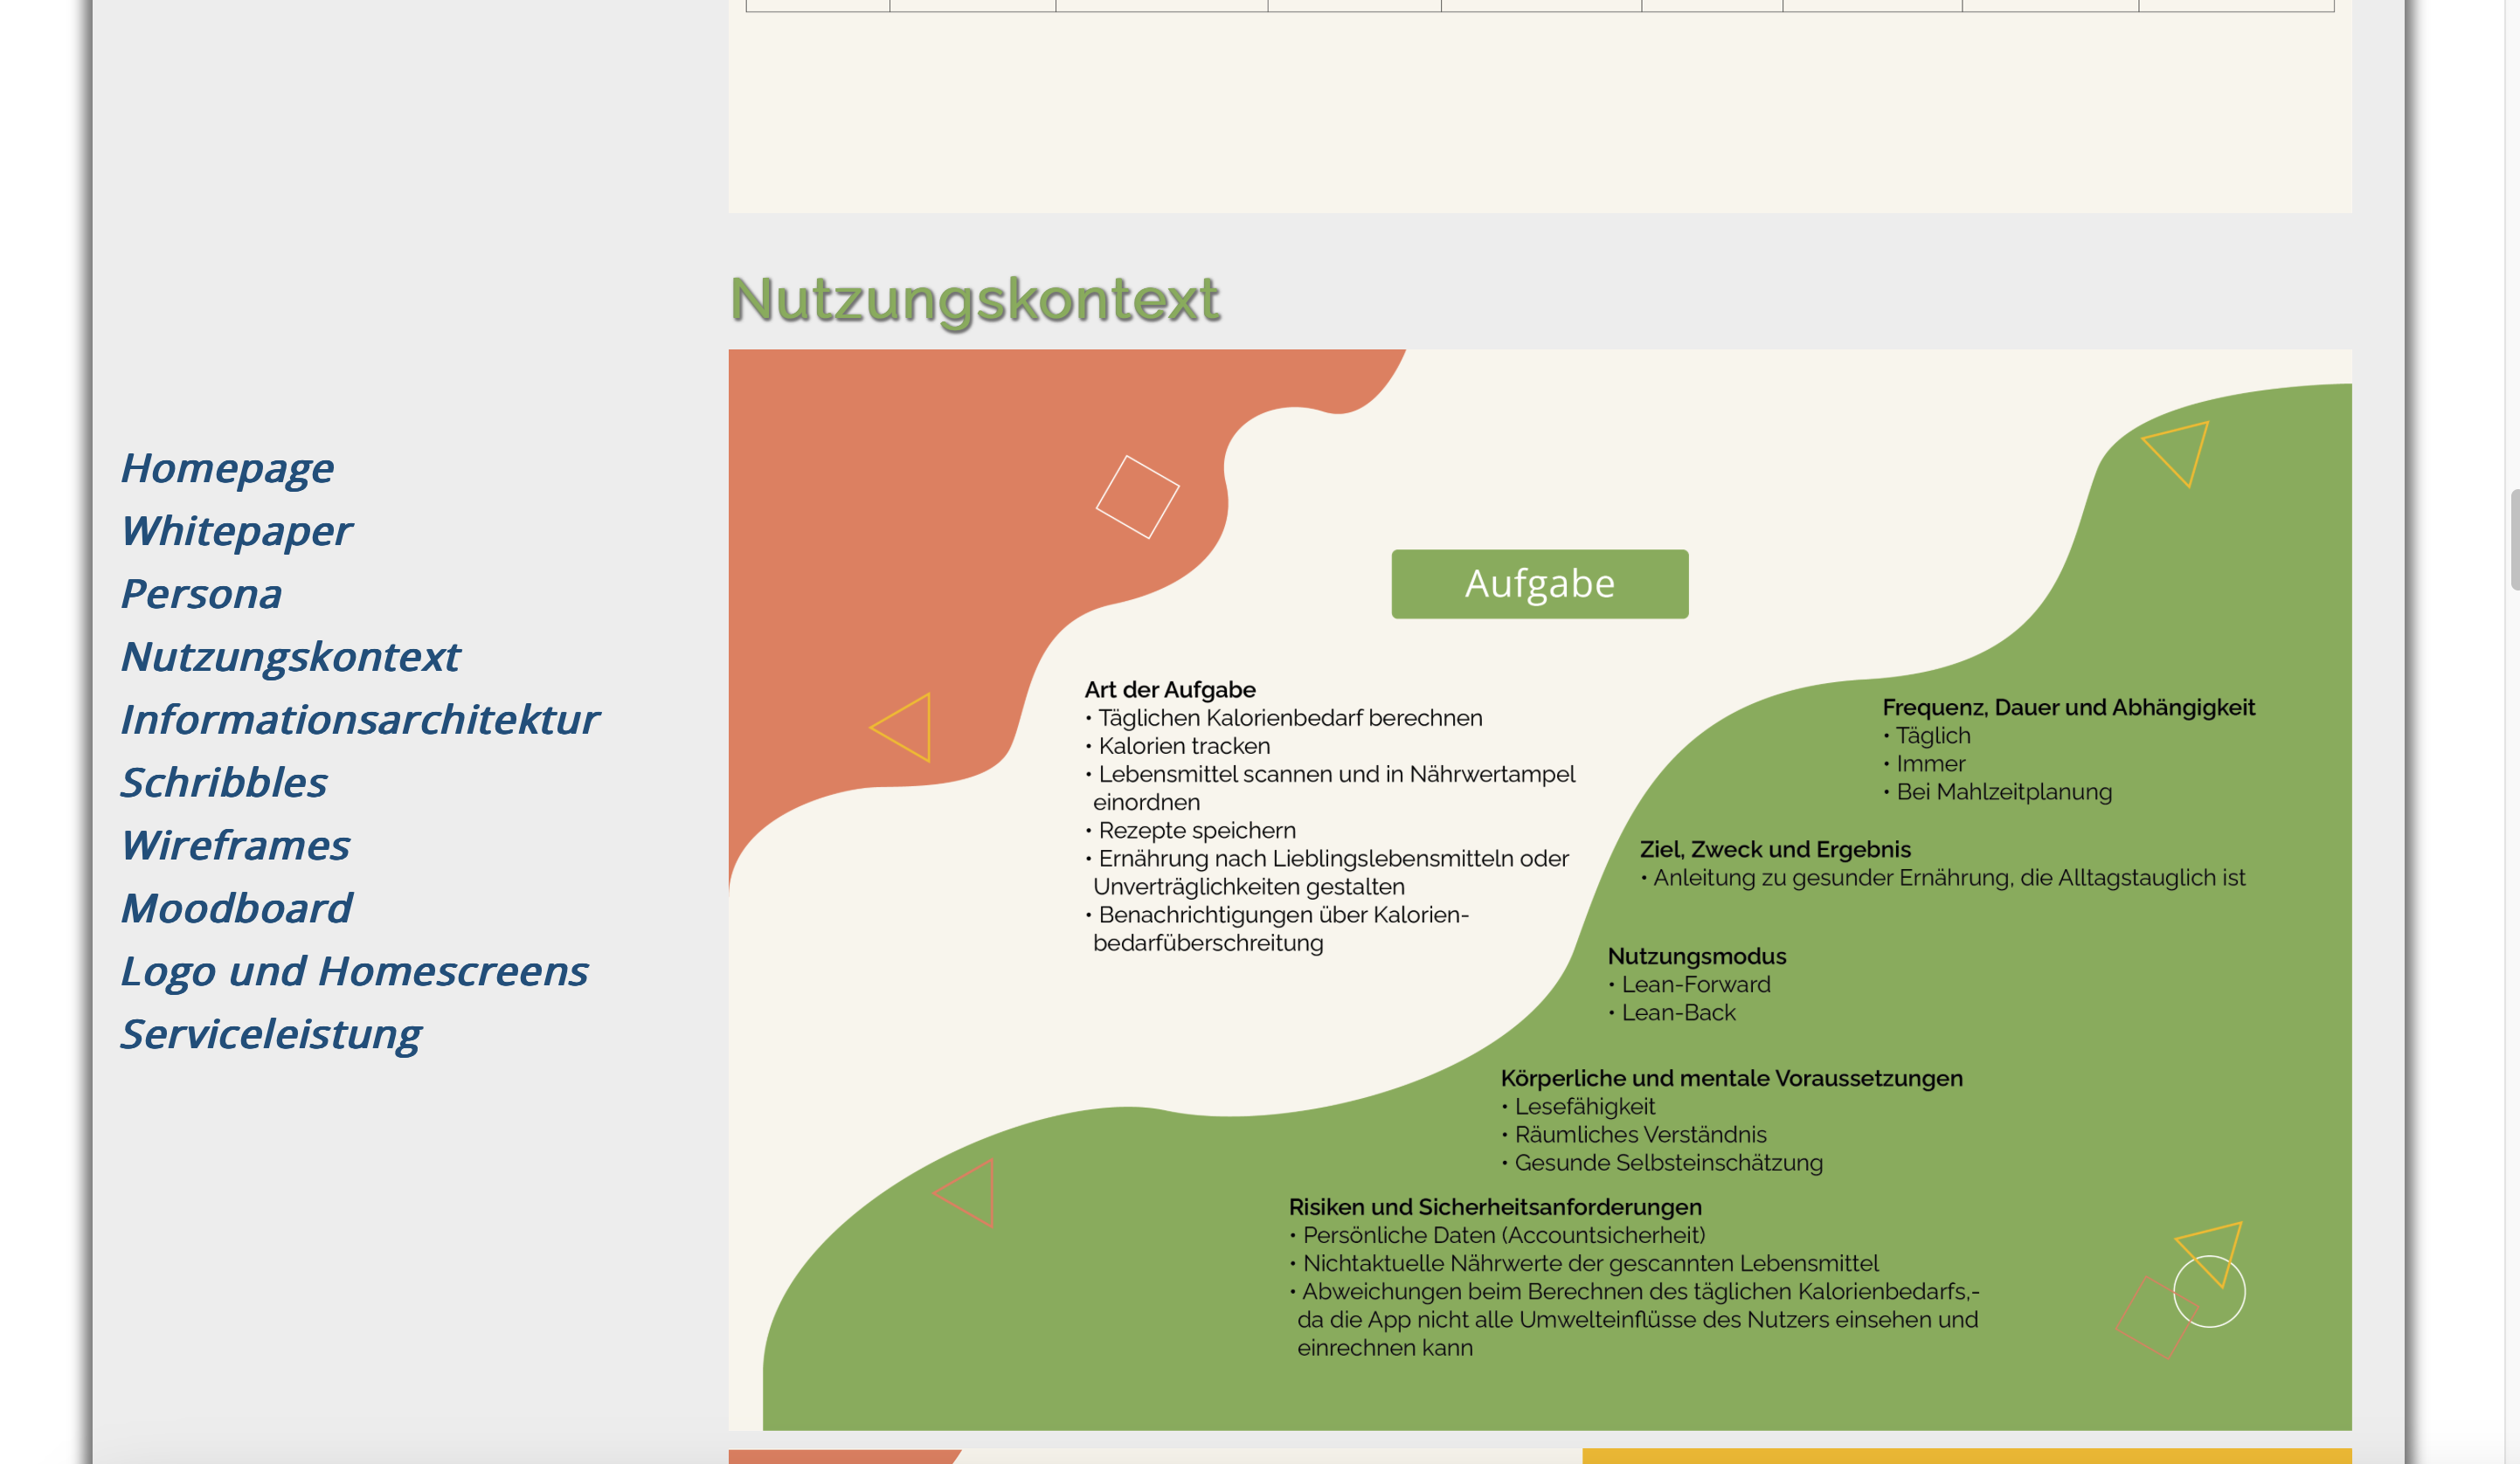 Nutzungskontext
Homepage
Whitepaper
Persona
Nutzungskontext
Informationsarchitektur
Schribbles
Wireframes
Moodboard
Logo und Homescreens
Serviceleistung
Aufgabe
Art der Aufgabe
• Täglichen Kalorienbedarf berechnen
• Kalorien tracken
• Lebensmittel scannen und in Nährwertampel
einordnen
• Rezepte speichern
• Ernährung nach Lieblingslebensmitteln oder
Unverträglichkeiten gestalten
• Benachrichtigungen über Kalorien-
bedarfüberschreitung
Frequenz, Dauer und Abhängigkeit
• Täglich
• Immer
• Bei Mahlzeitplanung
Ziel, Zweck und Ergebnis
• Anleitung zu gesunder Ernährung, die Alltagstauglich ist
Nutzungsmodus
• Lean-Forward
• Lean-Back
Körperliche und mentale Voraussetzungen
• Lesefähigkeit
• Räumliches Verständnis
• Gesunde Selbsteinschätzung
Risiken und Sicherheitsanforderungen
• Persönliche Daten (Accountsicherheit)
• Nichtaktuelle Nährwerte der gescannten Lebensmittel
• Abweichungen beim Berechnen des täglichen Kalorienbedarfs,-
da die App nicht alle Umwelteinflüsse des Nutzers einsehen und
einrechnen kann